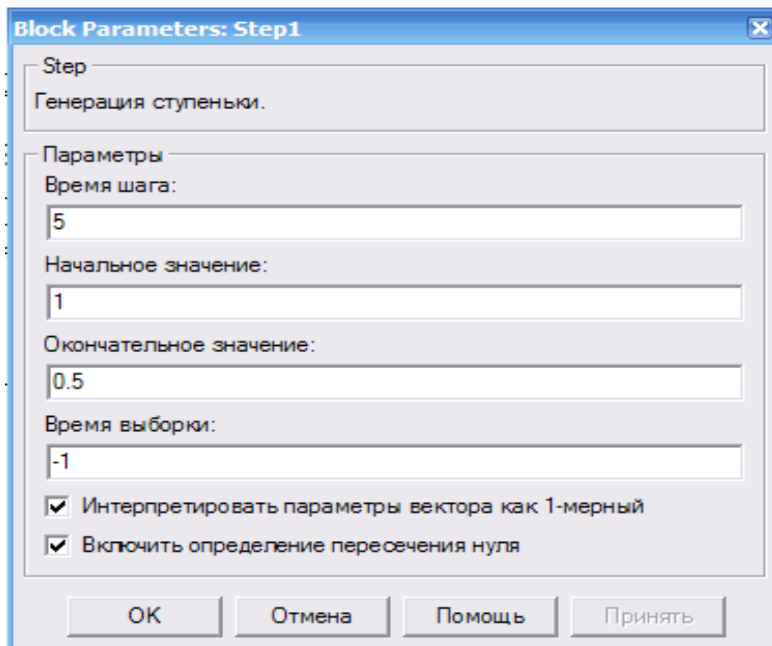 Block Parameters: Step1
Step
Генерация ступеньки.
Параметры
Время шага:
5
Начальное значение:
1
Окончательное значение:
0.5
Время выборки:
-1
Интерпретировать параметры вектора как 1-мерный
Включить определение пересечения нуля
OK Отмена Помощь Принять